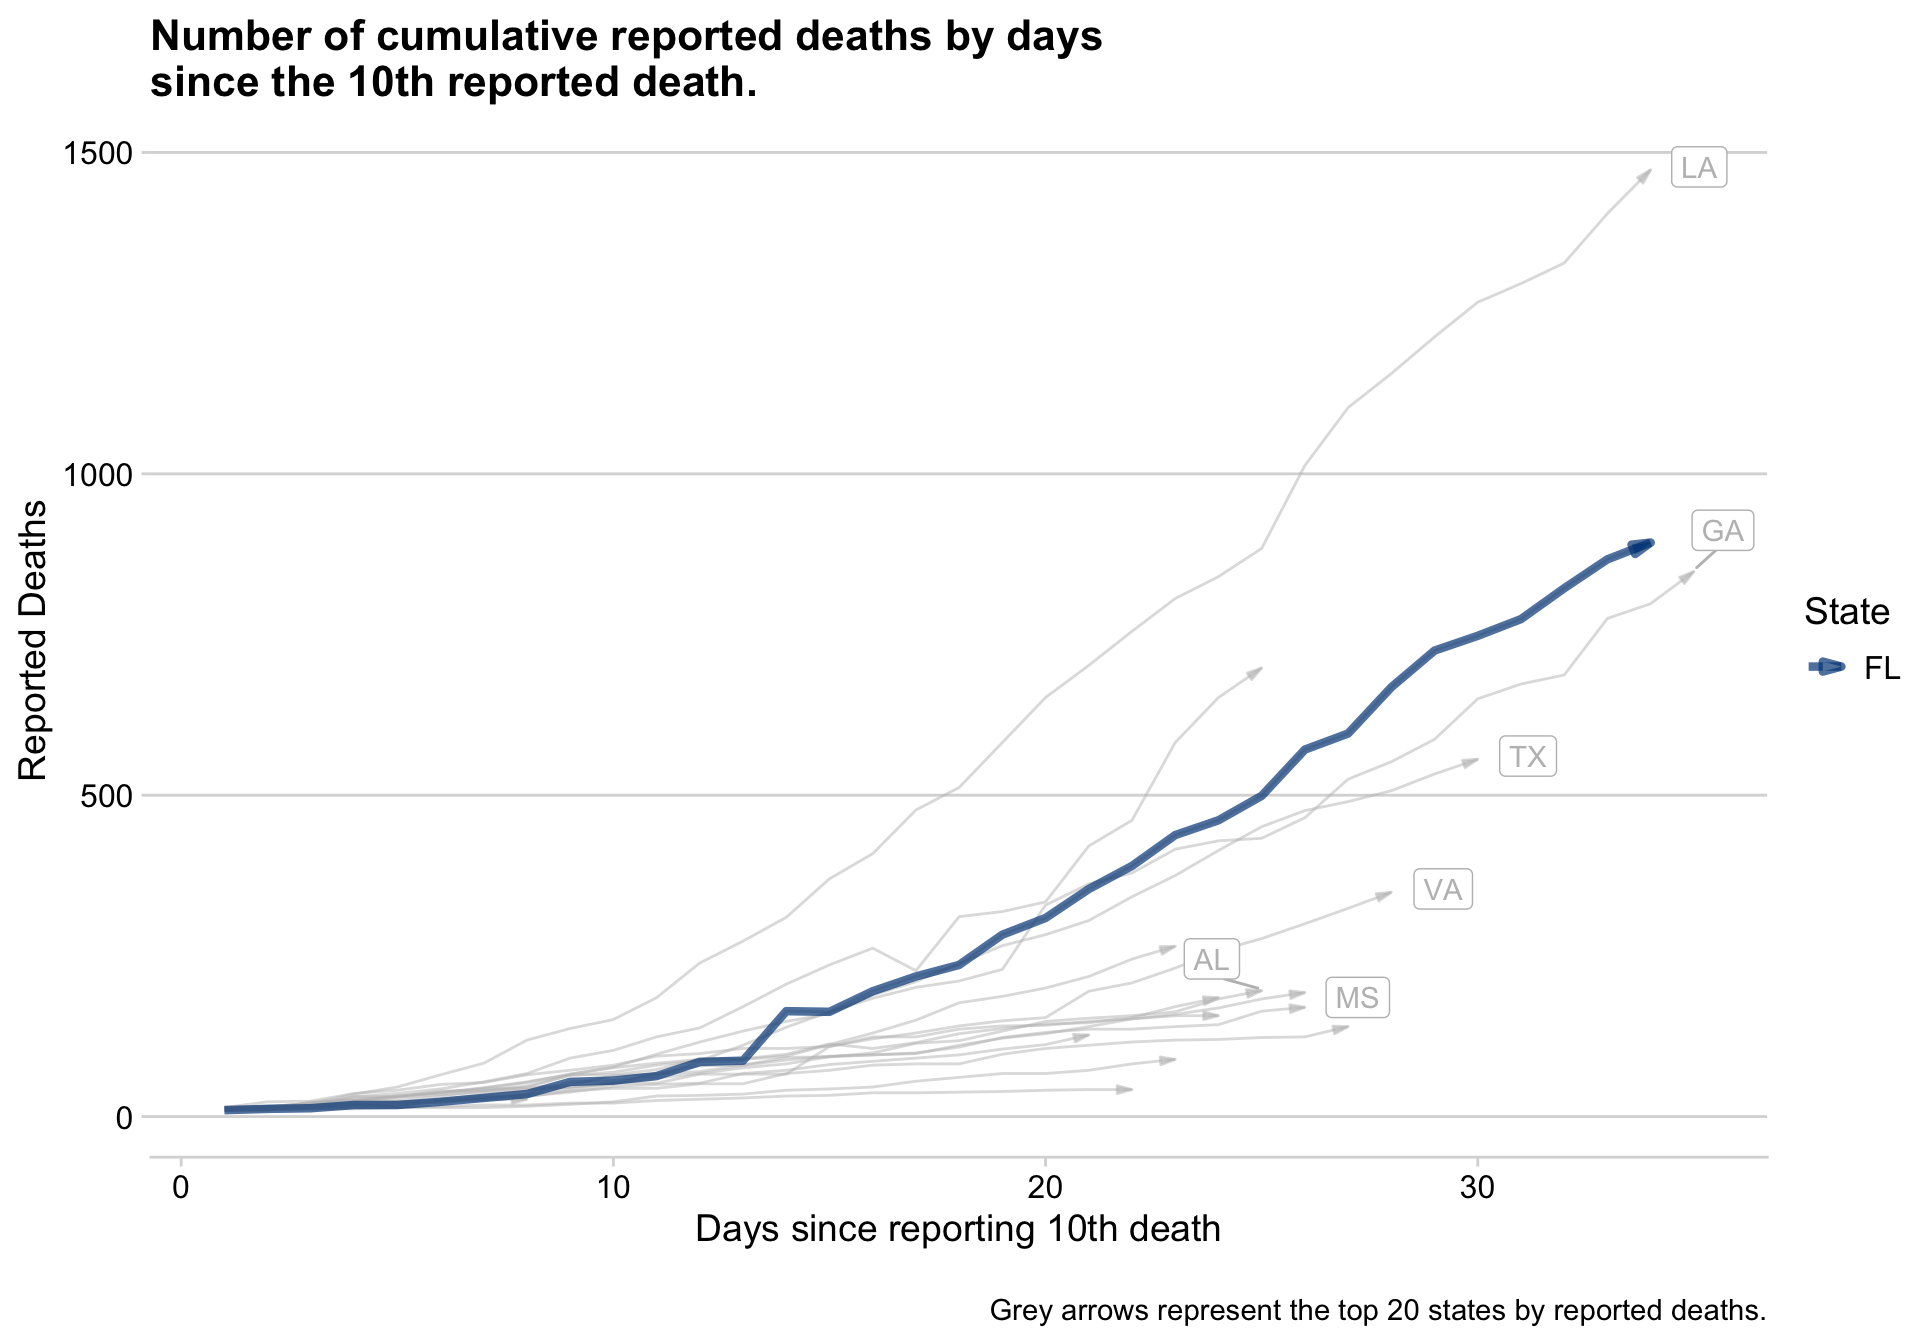 Number of cumulative reported deaths by days
since the 10th reported death.
1500
LA
1000
GA
Reported Deaths
State
FL
TX
500
VA
AL
MS
0
0 10 20 30
Days since reporting 10th death
Grey arrows represent the top 20 states by reported deaths.